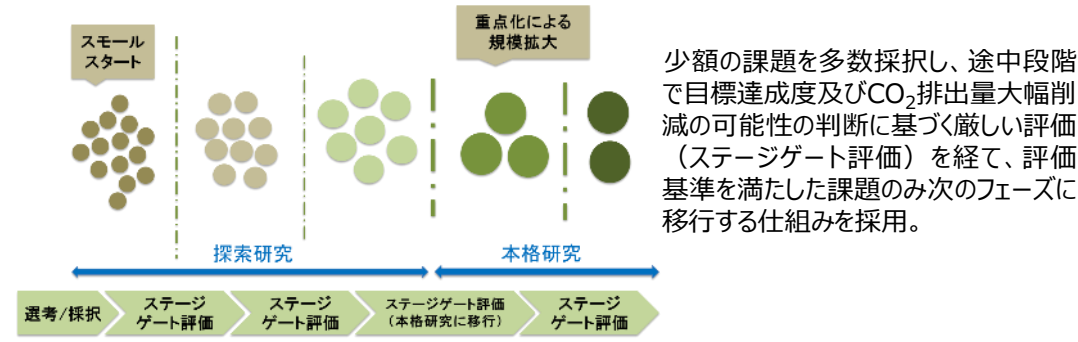 スモール
スタート
重点化による
規模拡大
少額の課題を多数採択し、途中段階
で目標達成度及びCO2排出量大幅削
減の可能性の判断に基づく厳しい評価
（ステージゲート評価）を経て、評価
基準を満たした課題のみ次のフェーズに
移行する仕組みを採用。
探索研究
本格研究
選考/採択
ステージ
ゲート評価
ステージ
ゲート評価
ステージゲート評価
（本格研究に移行）
ステージ
ゲート評価